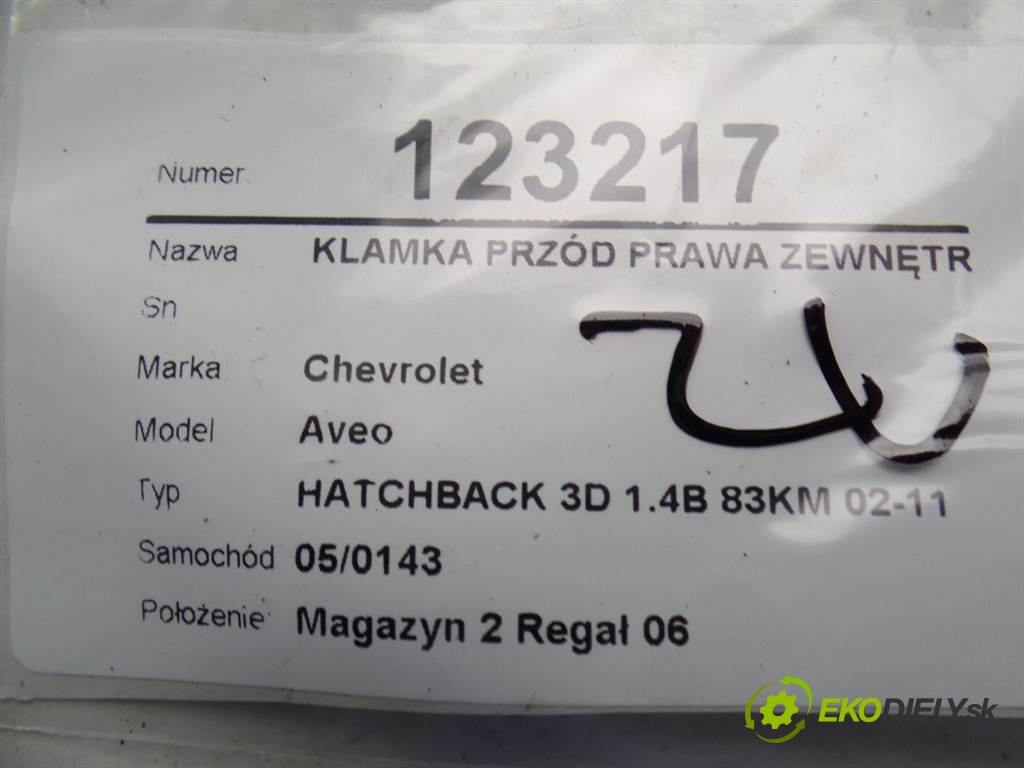 Numer 123217
Nazwa KLAMKA PRZÓD PRAWA ZEWNĘTR
Sn
Marka Chevrolet
Model Aveo
Typ HATCHBACK 3D 1.4B 83KM 02-11
Samochód 05/0143
Położenie Magazyn 2 Regał 06
EKODIELY.sk